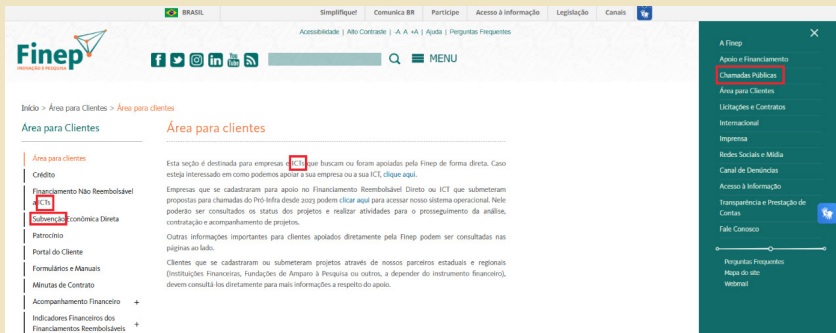 BRASIL Simplifique! Comunica BR Participe Acesso à informação Legislação Canais
Acessibilidade | Alto Contraste | -A A +A | Ajuda | Perguntas Frequentes
Finep
INOVAÇÃO E PESQUISA
You Tube
MENU
Início > Área para Clientes > Área para clientes
Área para Clientes
Área para clientes
Crédito
Financiamento Não Reembolsável
a ICTs
Subvenção Econômica Direta
Patrocínio
Portal do Cliente
Formulários e Manuais
Minutas de Contrato
Acompanhamento Financeiro +
Indicadores Financeiros dos
Financiamentos Reembolsáveis +
Área para clientes
Esta seção é destinada para empresas e ICTs que buscam ou foram apoiadas pela Finep de forma direta. Caso
esteja interessado em como podemos apoiar a sua empresa ou a sua ICT, clique aqui.
Empresas que se cadastraram para apoio no Financiamento Reembolsável Direto ou ICT que submeteram
propostas para chamadas do Pró-Infra desde 2023 podem clicar aqui para acessar nosso sistema operacional. Nele
poderão ser consultados os status dos projetos e realizar atividades para o prosseguimento da análise,
contratação e acompanhamento de projetos.
Outras informações importantes para clientes apoiados diretamente pela Finep podem ser consultadas nas
páginas ao lado.
Clientes que se cadastraram ou submeteram projetos através de nossos parceiros estaduais e regionais
(Instituições Financeiras, Fundações de Amparo à Pesquisa ou outros, a depender do instrumento financeiro),
devem consultá-los diretamente para mais informações a respeito do apoio.
A Finep
Apoio e Financiamento
Chamadas Públicas
Área para Clientes
Licitações e Contratos
Internacional
Imprensa
Redes Sociais e Mídia
Canal de Denúncias
Acesso à Informação
Transparência e Prestação de
Contas
Fale Conosco
Perguntas Frequentes
Mapa do site
Webmail